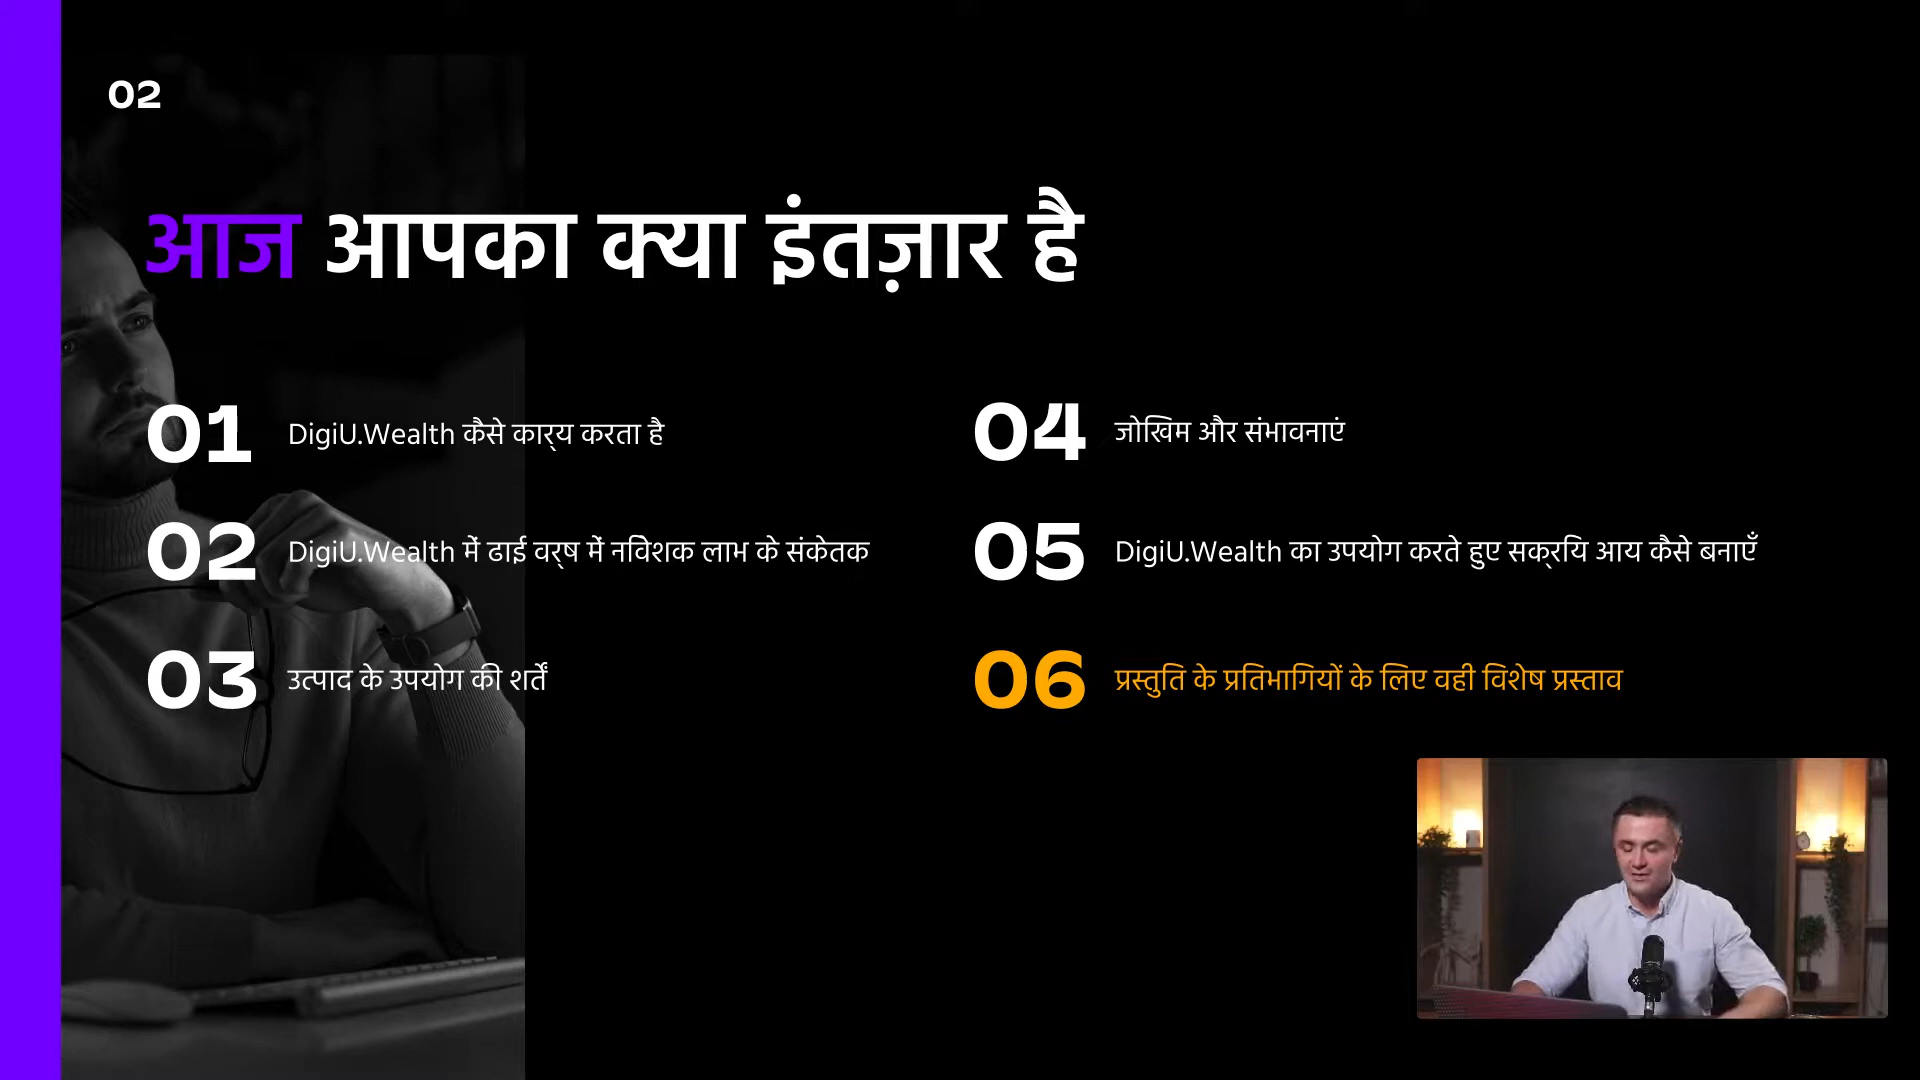 02
आज आपका क्या इंतज़ार है
01 DigiU.Wealth कैसे कार्य करता है
02 DigiU.Wealth में ढाई वर्ष में निवेशक लाभ के संकेतक
03 उत्पाद के उपयोग की शर्तें
04 जोखिम और संभावनाएं
05 DigiU.Wealth का उपयोग करते हुए सक्रिय आय कैसे बनाएँ
06 प्रस्तुति के प्रतिभागियों के लिए वही विशेष प्रस्ताव